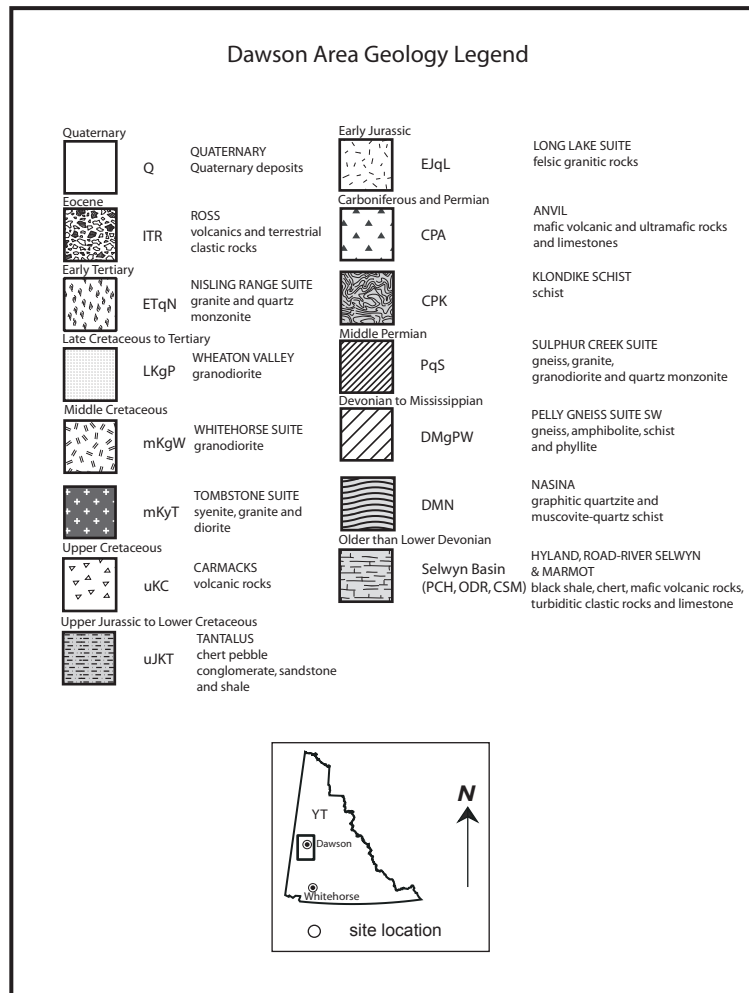 Dawson Area Geology Legend
Quaternary
Q
QUATERNARY
Quaternary deposits
Eocene
lTR
ROSS
volcanics and terrestrial
clastic rocks
Early Tertiary
ETqN
NISLING RANGE SUITE
granite and quartz
monzonite
Late Cretaceous to Tertiary
LKgP
WHEATON VALLEY
granodiorite
Middle Cretaceous
mKgW
WHITEHORSE SUITE
granodiorite
mKyT
TOMBSTONE SUITE
syenite, granite and
diorite
Upper Cretaceous
uKC
CARMACKS
volcanic rocks
Upper Jurassic to Lower Cretaceous
uJKT
TANTALUS
chert pebble
conglomerate, sandstone
and shale
Early Jurassic
EJqL
LONG LAKE SUITE
felsic granitic rocks
Carboniferous and Permian
CPA
ANVIL
mafic volcanic and ultramafic rocks
and limestones
CPK
KLONDIKE SCHIST
schist
Middle Permian
PqS
SULPHUR CREEK SUITE
gneiss, granite,
granodiorite and quartz monzonite
Devonian to Mississippian
DMgPW
PELLY GNEISS SUITE SW
gneiss, amphibolite, schist
and phyllite
DMN
NASINA
graphitic quartzite and
muscovite-quartz schist
Older than Lower Devonian
Selwyn Basin
(PCH, ODR, CSM)
HYLAND, ROAD-RIVER SELWYN
& MARMOT
black shale, chert, mafic volcanic rocks,
turbiditic clastic rocks and limestone
YT
N
Dawson
Whitehorse
site location